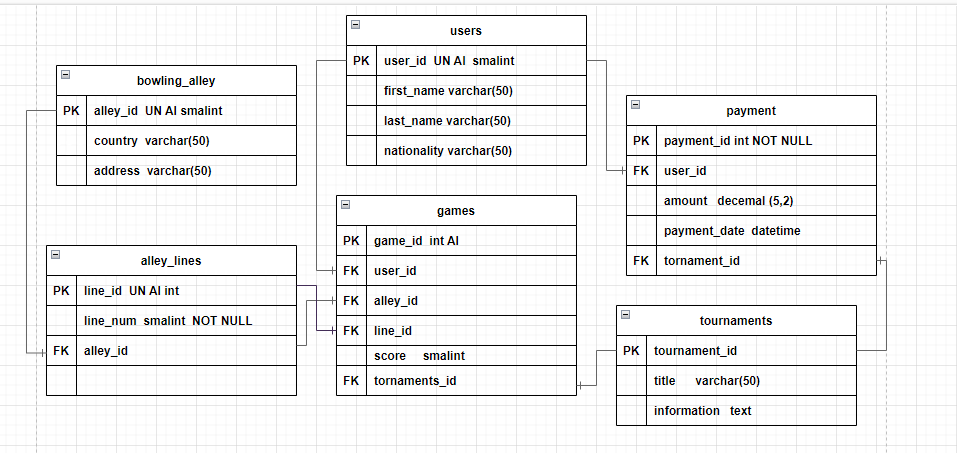 users
PK user_id UN AI smalint
first_name varchar(50)
last_name varchar(50)
nationality varchar(50)
bowling_alley
PK alley_id UN AI smalint
country varchar(50)
address varchar(50)
payment
PK payment_id int NOT NULL
FK user_id
amount decemal (5,2)
payment_date datetime
FK tornament_id
games
PK game_id int AI
FK user_id
FK alley_id
FK line_id
score smalint
FK tornaments_id
alley_lines
PK line_id UN AI int
line_num smalint NOT NULL
FK alley_id
tournaments
PK tournament_id
title varchar(50)
information text